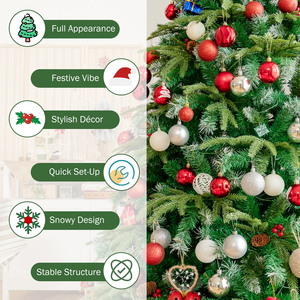 Full Appearance
Festive Vibe
Stylish Décor
Quick Set-Up
Snowy Design
Stable Structure